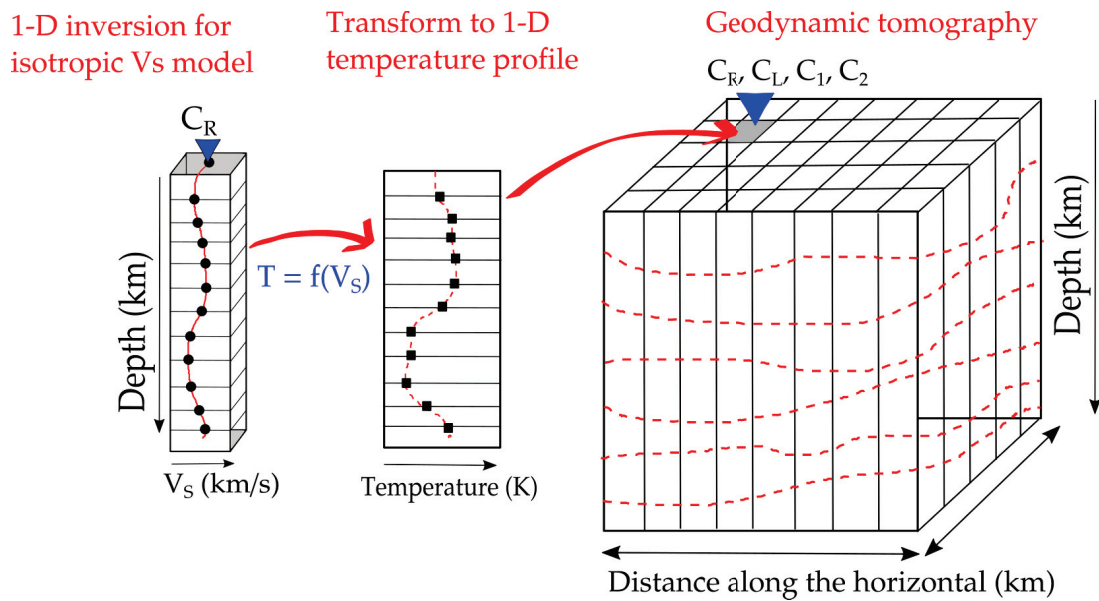 1-D inversion for
isotropic Vs model
Transform to 1-D
temperature profile
Geodynamic tomography
C_R
C_R, C_L, C_1, C_2
Depth (km)
T = f(V_S)
Depth (km)
V_S (km/s)
Temperature (K)
Distance along the horizontal (km)